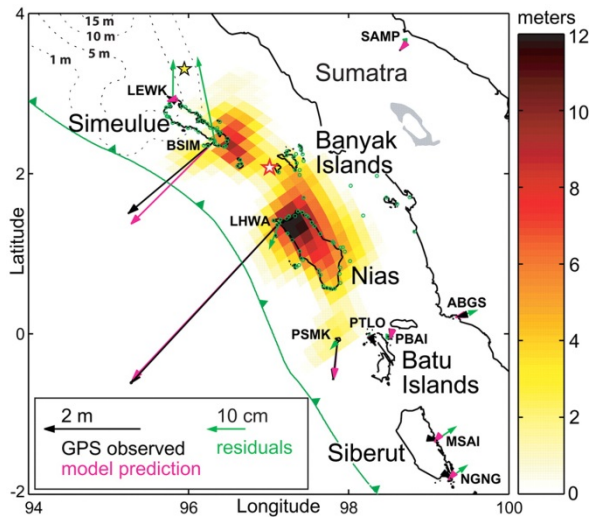 meters
4
15 m
10 m
5 m
1 m
SAMP
12
Sumatra
LEWK
Simeulue
10
BSIM
Banyak
Islands
2
8
LHWA
Latitude
Nias
6
ABGS
PTLO
0
PSMK
PBAI
4
Batu
Islands
2 m
10 cm
GPS observed
residuals
model prediction
MSAI
2
Siberut
NGNG
-2
0
94
96
98
100
Longitude